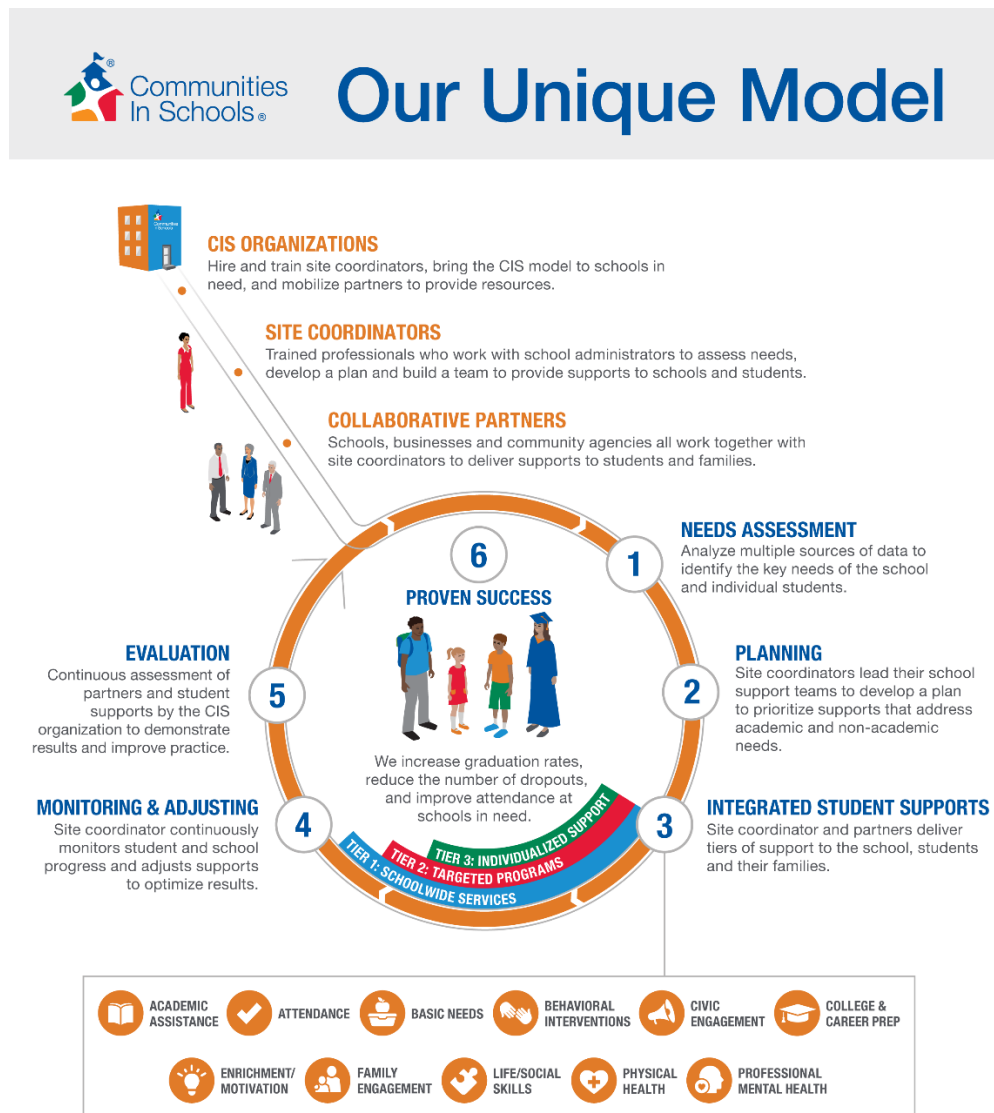 Communities
In Schools®
®
Our Unique Model
Communities
In Schools
CIS ORGANIZATIONS
Hire and train site coordinators, bring the CIS model to schools in
need, and mobilize partners to provide resources.
SITE COORDINATORS
Trained professionals who work with school administrators to assess needs,
develop a plan and build a team to provide supports to schools and students.
COLLABORATIVE PARTNERS
Schools, businesses and community agencies all work together with
site coordinators to deliver supports to students and families.
1
NEEDS ASSESSMENT
Analyze multiple sources of data to
identify the key needs of the school
and individual students.
2
PLANNING
Site coordinators lead their school
support teams to develop a plan
to prioritize supports that address
academic and non-academic
needs.
3
INTEGRATED STUDENT SUPPORTS
Site coordinator and partners deliver
tiers of support to the school, students
and their families.
TIER 3: INDIVIDUALIZED SUPPORT
TIER 2: TARGETED PROGRAMS
TIER 1: SCHOOLWIDE SERVICES
4
MONITORING & ADJUSTING
Site coordinator continuously
monitors student and school
progress and adjusts supports
to optimize results.
5
EVALUATION
Continuous assessment of
partners and student
supports by the CIS
organization to demonstrate
results and improve practice.
6
PROVEN SUCCESS
We increase graduation rates,
reduce the number of dropouts,
and improve attendance at
schools in need.
ACADEMIC
ASSISTANCE
ATTENDANCE
BASIC NEEDS
BEHAVIORAL
INTERVENTIONS
CIVIC
ENGAGEMENT
COLLEGE &
CAREER PREP
ENRICHMENT/
MOTIVATION
FAMILY
ENGAGEMENT
LIFE/SOCIAL
SKILLS
PHYSICAL
HEALTH
PROFESSIONAL
MENTAL HEALTH